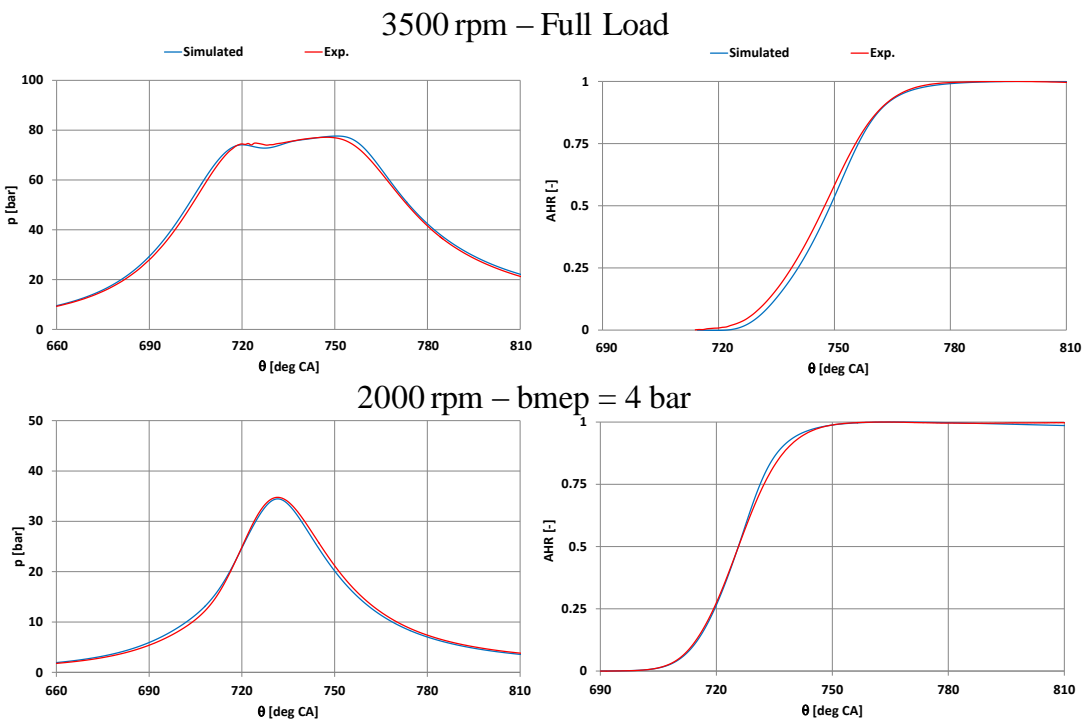 3500 rpm – Full Load
Simulated Exp.
p [bar]
100
80
60
40
20
0
660 690 720 750 780 810
θ [deg CA]
Simulated Exp.
AHR [-]
1
0.75
0.5
0.25
0
690 720 750 780 810
θ [deg CA]
2000 rpm – bmep = 4 bar
p [bar]
50
40
30
20
10
0
660 690 720 750 780 810
θ [deg CA]
AHR [-]
1
0.75
0.5
0.25
0
690 720 750 780 810
θ [deg CA]